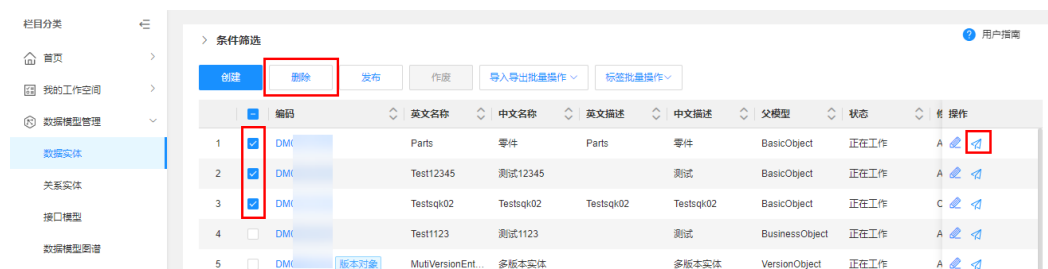 栏目分类
首页
我的工作空间
数据模型管理
数据实体
关系实体
接口模型
数据模型图谱
条件筛选
用户指南
创建 删除 发布 作废 导入导出批量操作 标签批量操作
编码 英文名称 中文名称 英文描述 中文描述 父模型 状态 操作
1 DM Parts 零件 Parts 零件 BasicObject 正在工作 A
2 DM Test12345 测试12345 测试 BasicObject 正在工作 A
3 DM Testsqk02 Testsqk02 Testsqk02 Testsqk02 BasicObject 正在工作 C
4 DM Test1123 测试1123 测试 BusinessObject 正在工作 A
5 DM 版本对象 MutiVersionEnt... 多版本实体 多版本实体 VersionObject 正在工作 A